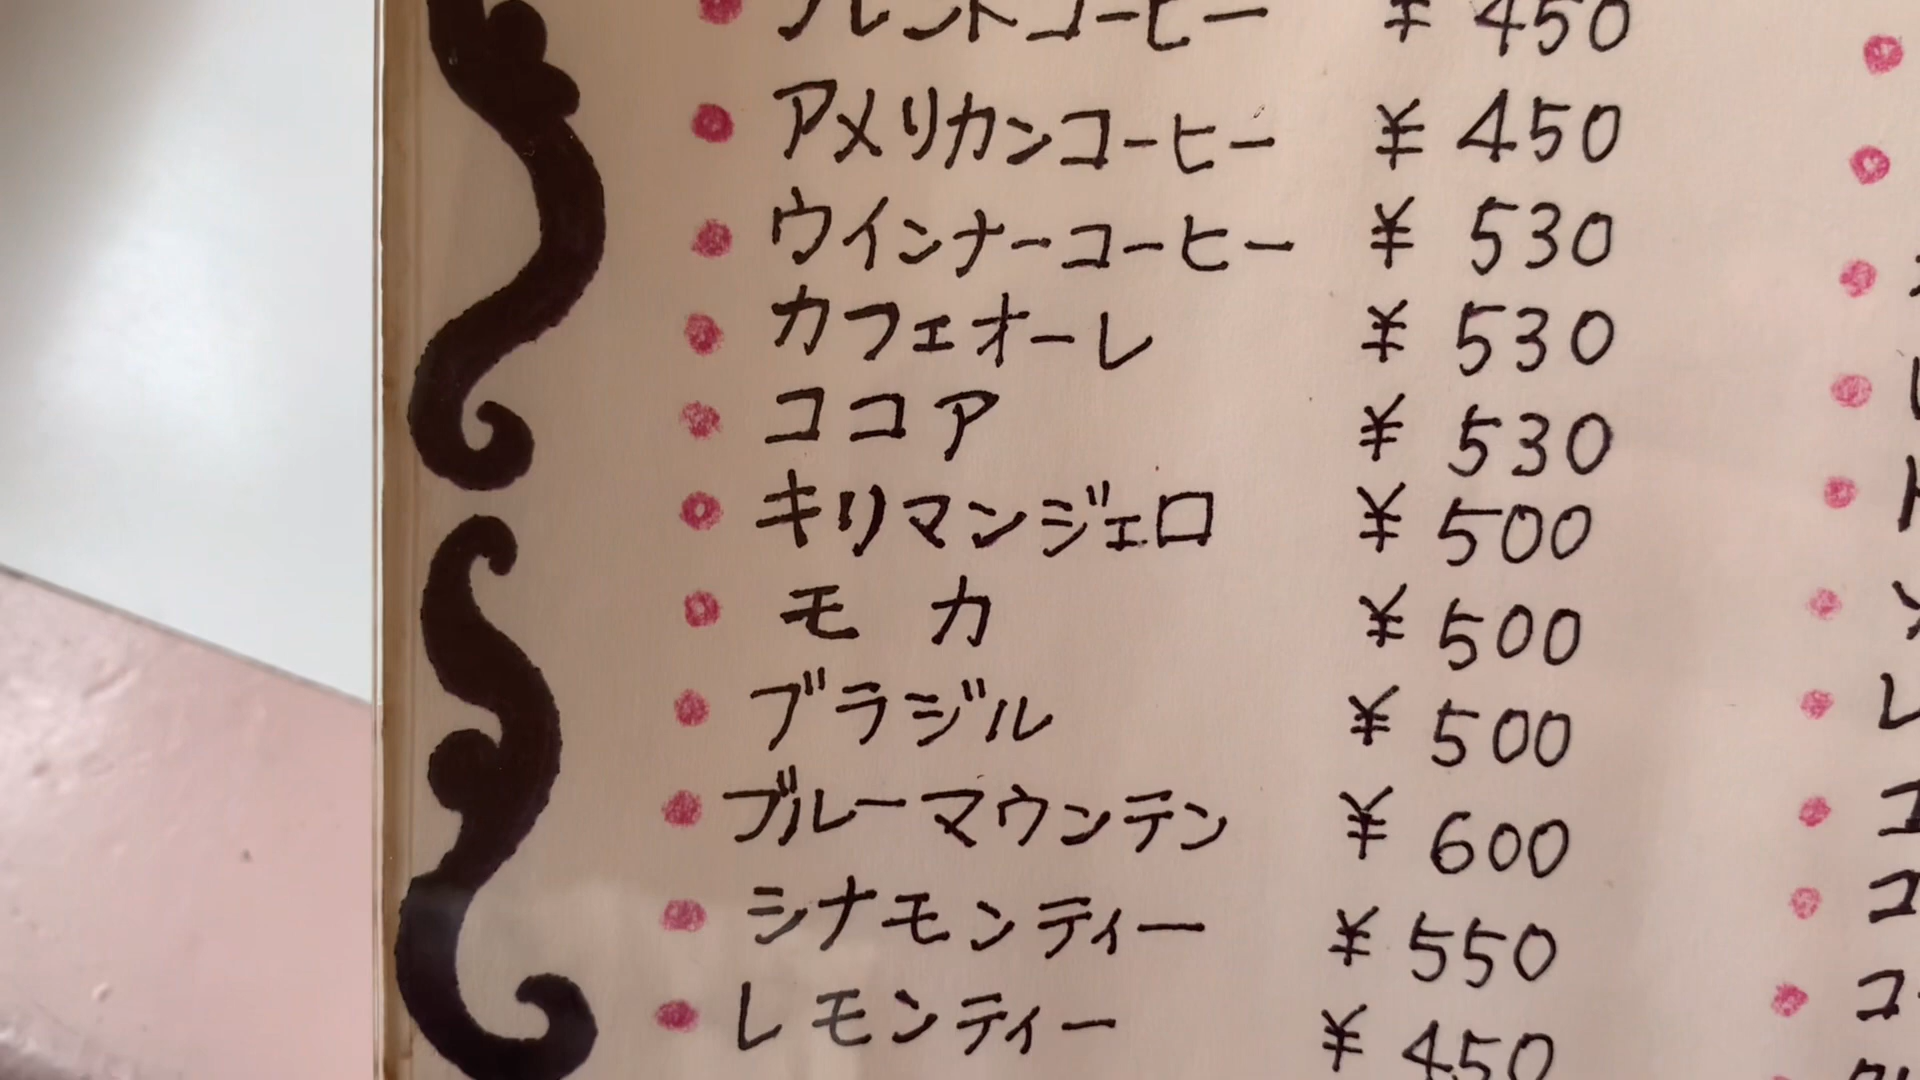 ブレンドコーヒー ¥450
アメリカンコーヒー ¥450
ウインナーコーヒー ¥530
カフェオーレ ¥530
ココア ¥530
キリマンジェロ ¥500
モカ ¥500
ブラジル ¥500
ブルーマウンテン ¥600
シナモンティー ¥550
レモンティー ¥450